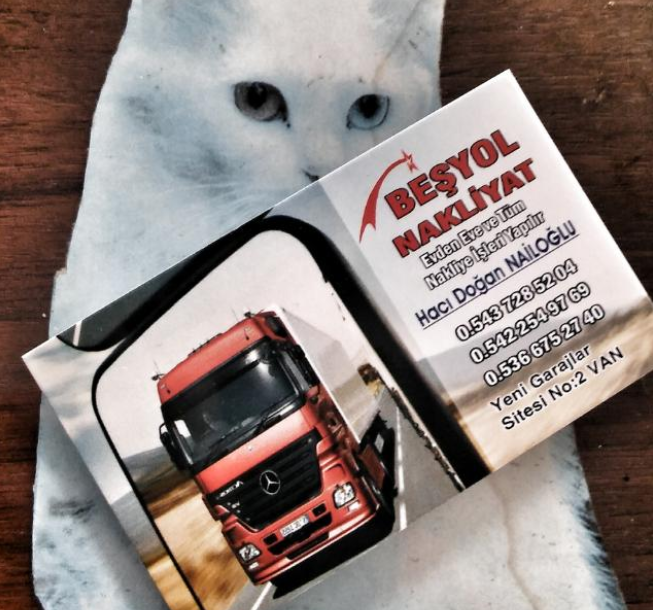 BEŞYOL
NAKLİYAT
Evden Eve ve Tüm
Nakliye İşleri Yapılır
Hacı Doğan NAİLOĞLU
0.543 728 52 04
0.542 254 97 69
0.536 675 27 40
Yeni Garajlar
Sitesi No:2 VAN